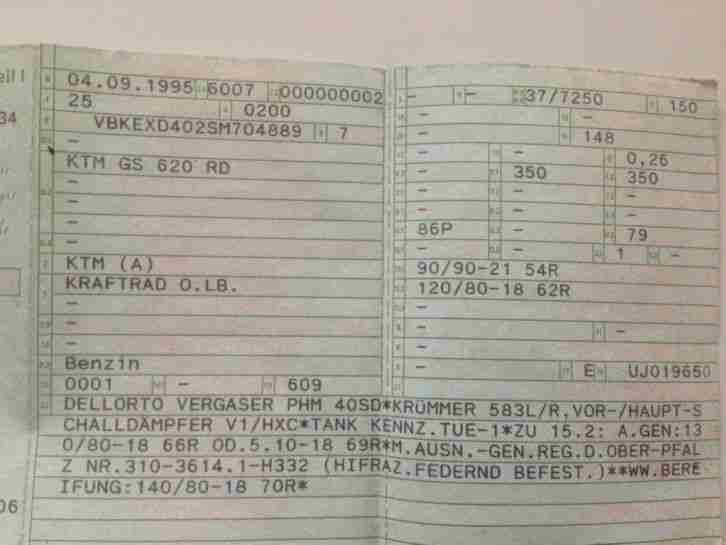 eil I
04.09.1995 6007 000000002
25 0200
34
VBKEXD402SM704889 7
-
KTM GS 620 RD
-
-
-
-
KTM (A)
KRAFTRAD O.LB.
-
-
Benzin
0001 - 609
- - 37/7250 150
- -
- 148
- - 0,26
- 350 350
- - -
- - -
86P - 79
- - 1 -
90/90-21 54R
120/80-18 62R
-
- -
- E UJ019650
DELLORTO VERGASER PHM 40SD*KRÜMMER 583L/R,VOR-/HAUPT-S
CHALLDÄMPFER V1/HXC*TANK KENNZ.TUE-1*ZU 15.2: A.GEN:13
0/80-18 66R OD.5.10-18 69R*M.AUSN.-GEN.REG.D.OBER-PFAL
Z NR.310-3614.1-H332 (HIFRAZ.FEDERND BEFEST.)**WW.BERE
IFUNG:140/80-18 70R*
06